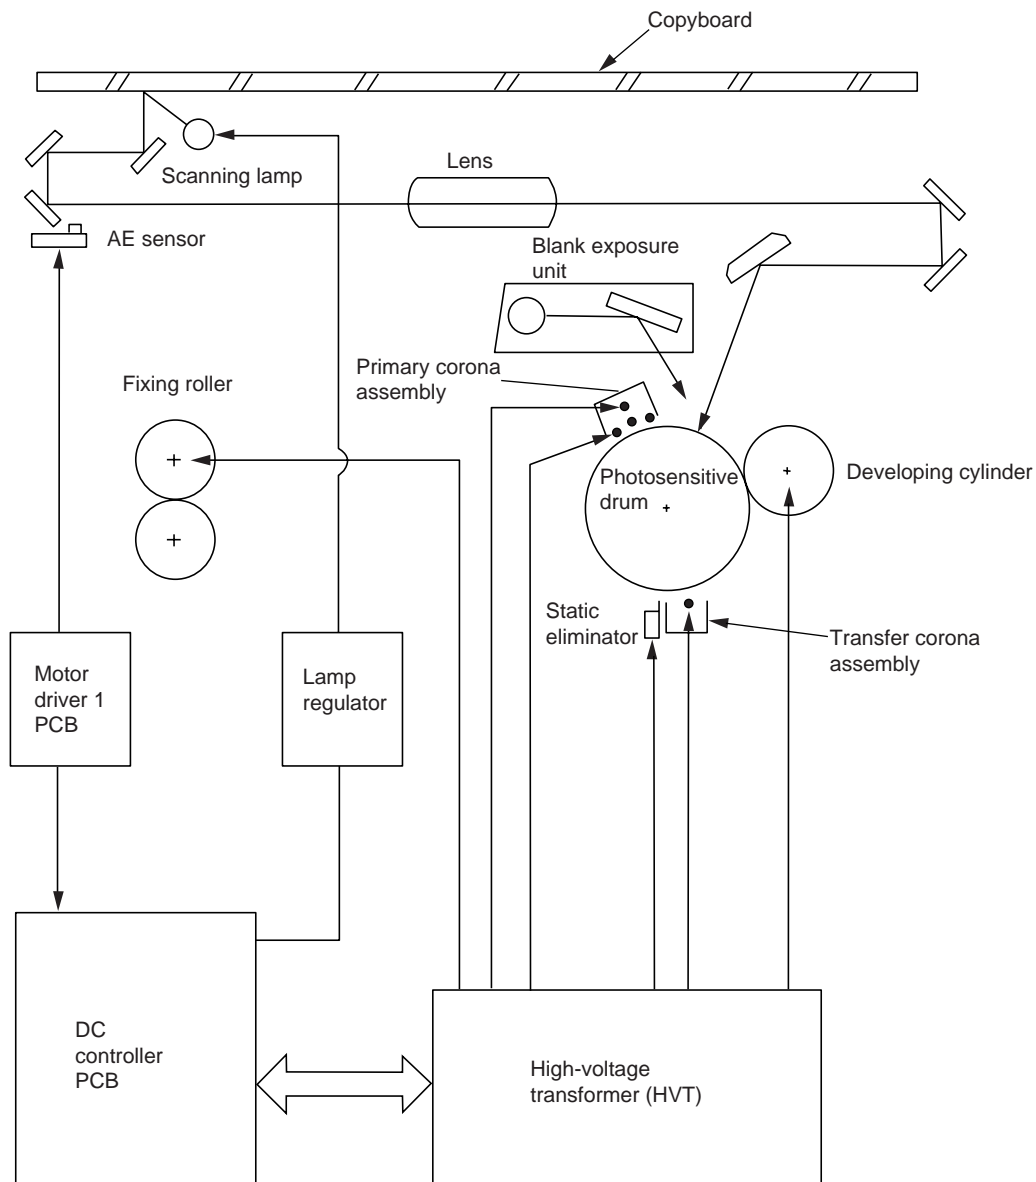 Copyboard
Scanning lamp
Lens
AE sensor
Blank exposure
unit
Primary corona
assembly
Fixing roller
Photosensitive
drum
Developing cylinder
Static
eliminator
Transfer corona
assembly
Motor
driver 1
PCB
Lamp
regulator
DC
controller
PCB
High-voltage
transformer (HVT)